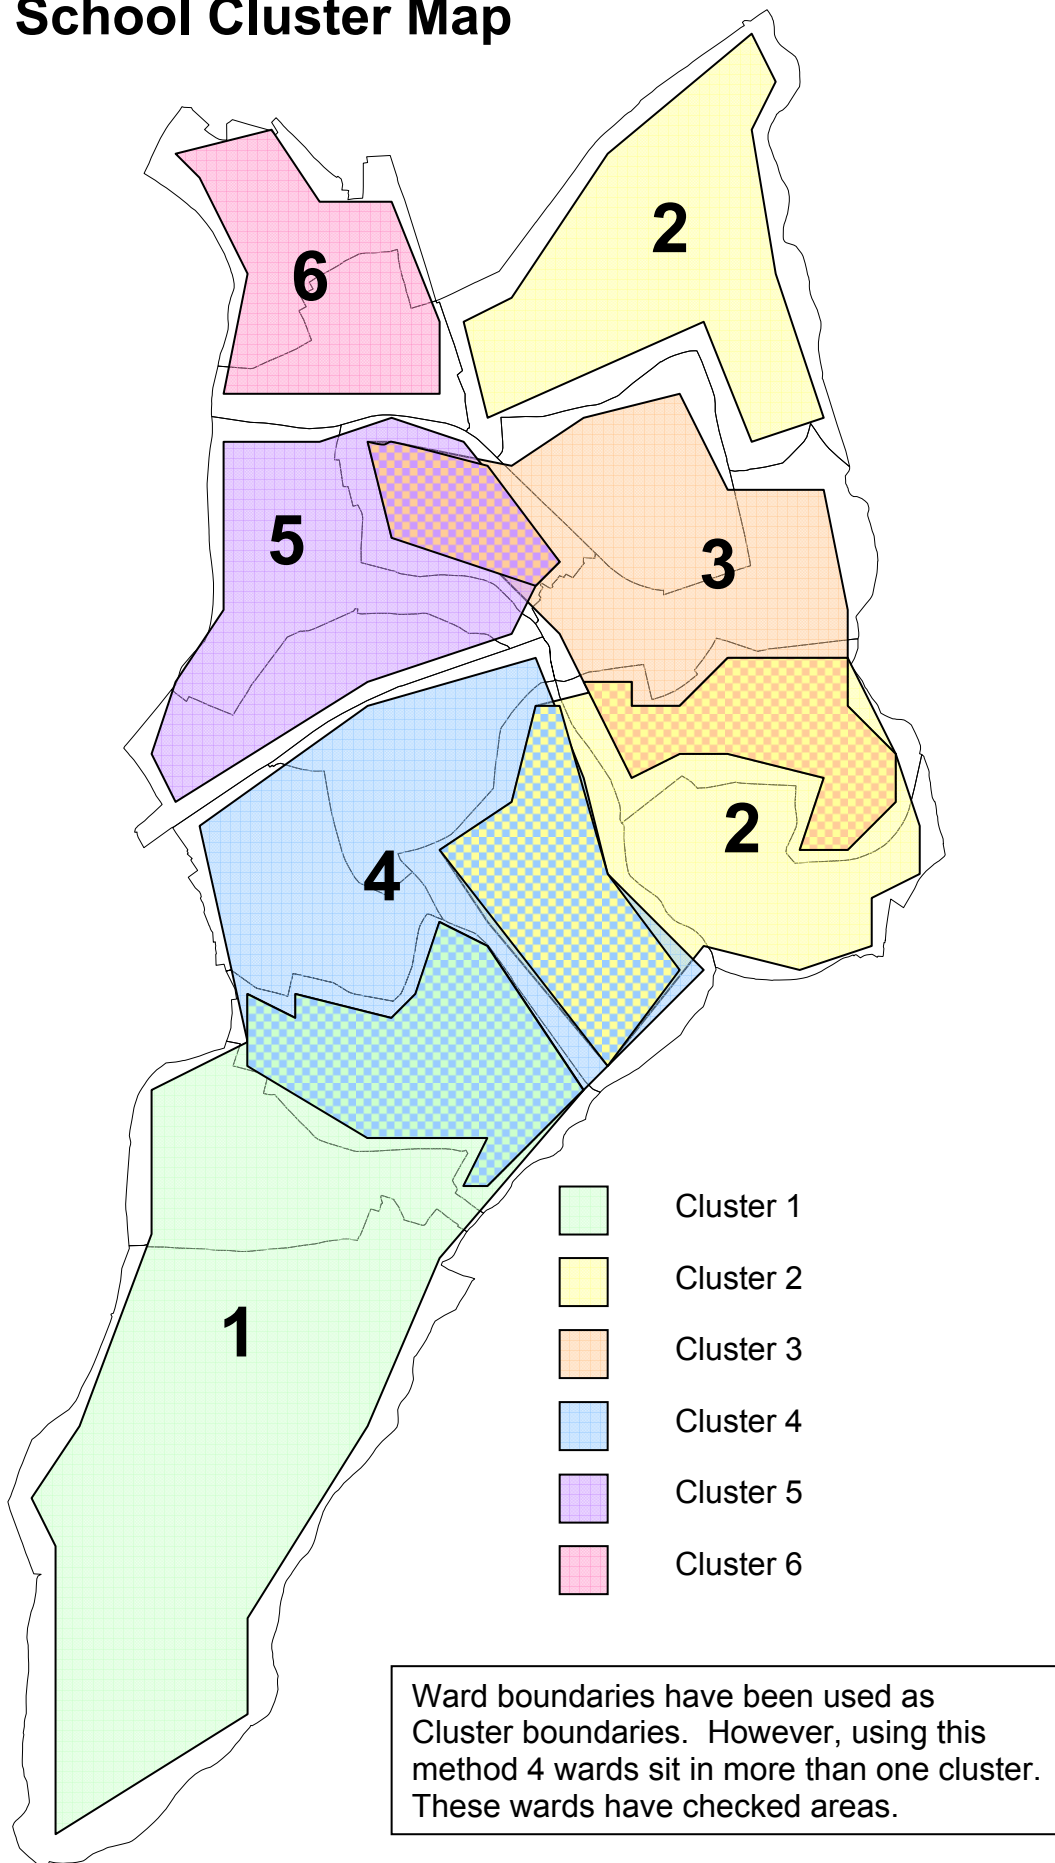 School Cluster Map
2
6
5
3
2
4
1
Cluster 1
Cluster 2
Cluster 3
Cluster 4
Cluster 5
Cluster 6
Ward boundaries have been used as
Cluster boundaries.  However, using this
method 4 wards sit in more than one cluster.
These wards have checked areas.